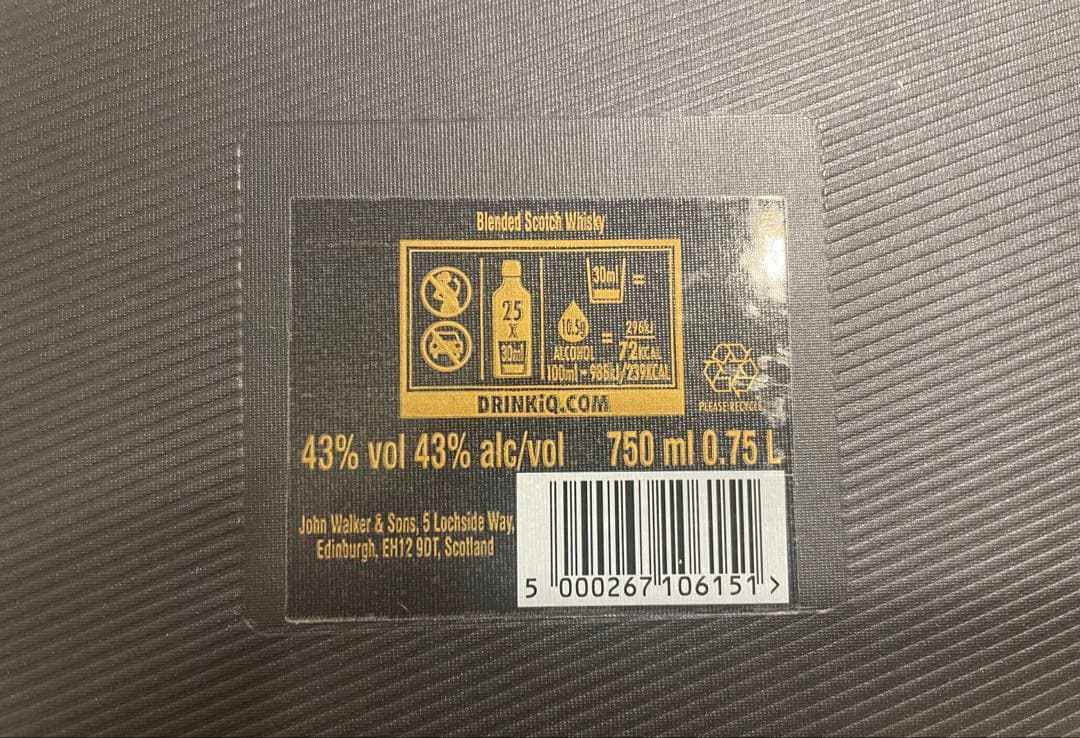 Blended Scotch Whisky
25
X
30ml
30ml =
10.5g
ALCOHOL
=
296kJ
72KCAL
100ml = 985kJ/239KCAL
DRINKiQ.COM
PLEASE RECYCLE
43% vol 43% alc/vol 750 ml 0.75 L
John Walker & Sons, 5 Lochside Way,
Edinburgh, EH12 9DT, Scotland
5 000267 106151 >